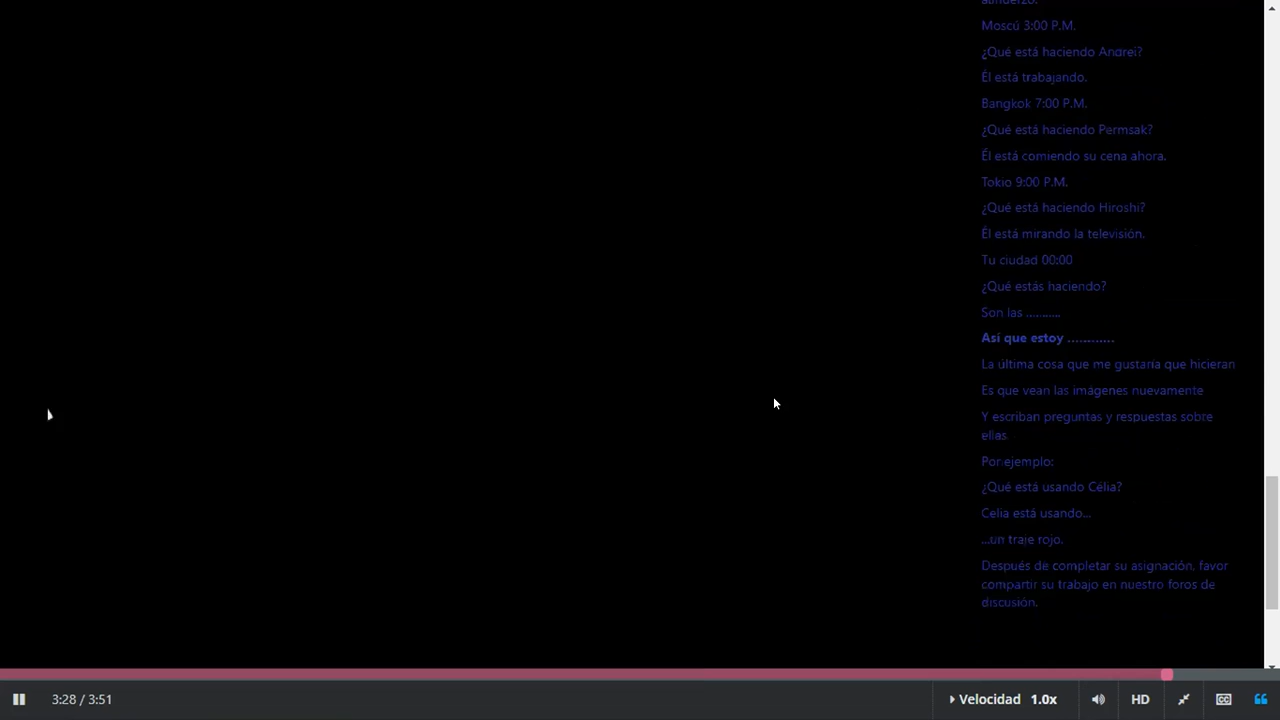 almuerzo.
Moscú 3:00 P.M.
¿Qué está haciendo Andrei?
Él está trabajando.
Bangkok 7:00 P.M.
¿Qué está haciendo Permsak?
Él está comiendo su cena ahora.
Tokio 9:00 P.M.
¿Qué está haciendo Hiroshi?
Él está mirando la televisión.
Tu ciudad 00:00
¿Qué estás haciendo?
Son las ...........
Así que estoy ............
La última cosa que me gustaría que hicieran
Es que vean las imágenes nuevamente
Y escriban preguntas y respuestas sobre
ellas.
Por ejemplo:
¿Qué está usando Célia?
Celia está usando...
...un traje rojo.
Después de completar su asignación, favor
compartir su trabajo en nuestro foros de
discusión.
3:28 / 3:51
Velocidad 1.0x
HD
CC